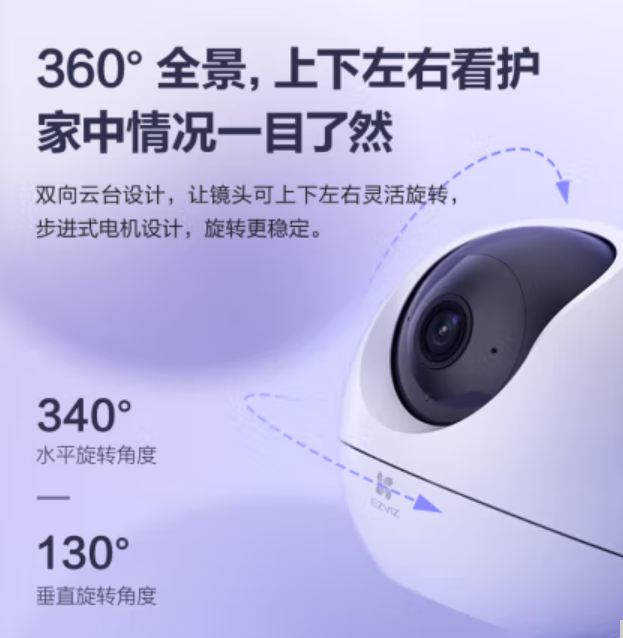 360° 全景，上下左右看护
家中情况一目了然
双向云台设计，让镜头可上下左右灵活旋转，
步进式电机设计，旋转更稳定。
340°
水平旋转角度
EZVIZ
130°
垂直旋转角度